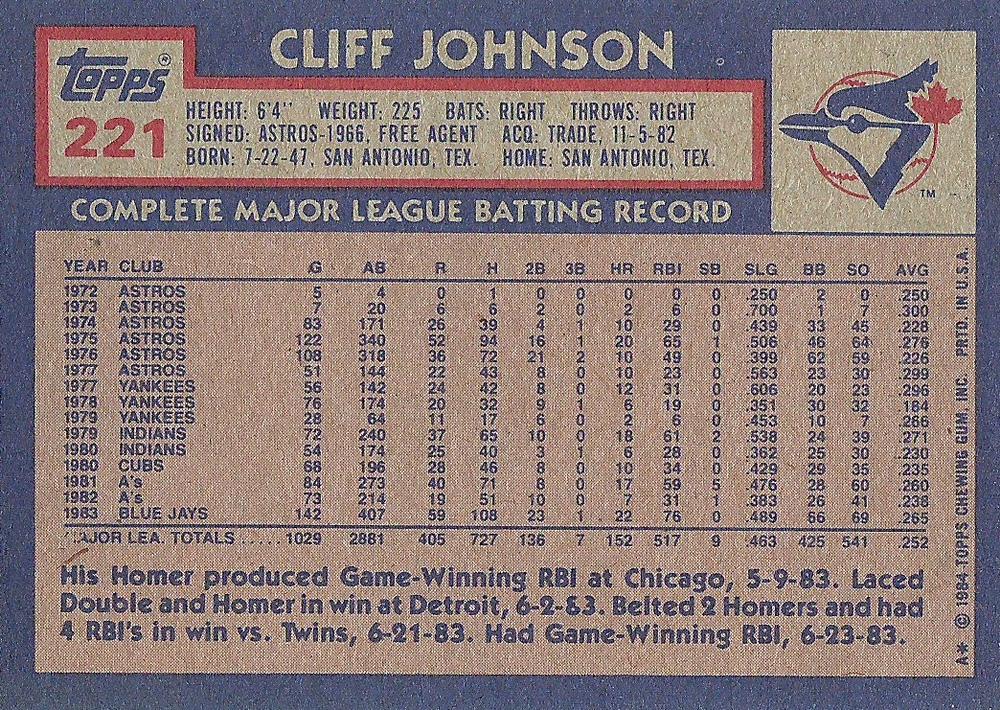 CLIFF JOHNSON
Topps®
221
HEIGHT: 6'4" WEIGHT: 225 BATS: RIGHT THROWS: RIGHT
SIGNED: ASTROS-1966, FREE AGENT ACQ: TRADE, 11-5-82
BORN: 7-22-47, SAN ANTONIO, TEX. HOME: SAN ANTONIO, TEX.
TM
COMPLETE MAJOR LEAGUE BATTING RECORD
YEAR CLUB G AB R H 2B 3B HR RBI SB SLG BB SO AVG
1972 ASTROS 5 4 0 1 0 0 0 0 0 .250 2 0 .250
1973 ASTROS 7 20 6 6 2 0 2 6 0 .700 1 7 .300
1974 ASTROS 83 171 26 39 4 1 10 29 0 .439 33 45 .228
1975 ASTROS 122 340 52 94 16 1 20 65 1 .506 46 64 .276
1976 ASTROS 108 318 36 72 21 2 10 49 0 .399 62 59 .226
1977 ASTROS 51 144 22 43 8 0 10 23 0 .563 23 30 .299
1977 YANKEES 56 142 24 42 8 0 12 31 0 .606 20 23 .296
1978 YANKEES 76 174 20 32 9 1 6 19 0 .351 30 32 .184
1979 YANKEES 28 64 11 17 6 0 2 6 0 .453 10 7 .266
1979 INDIANS 72 240 37 65 10 0 18 61 2 .538 24 39 .271
1980 INDIANS 54 174 25 40 3 1 6 28 0 .362 25 30 .230
1980 CUBS 68 196 28 46 8 0 10 34 0 .429 29 35 .235
1981 A's 84 273 40 71 8 0 17 59 5 .476 28 60 .260
1982 A's 73 214 19 51 10 0 7 31 1 .383 26 41 .238
1983 BLUE JAYS 142 407 59 108 23 1 22 76 0 .489 66 69 .265
MAJOR LEA. TOTALS ..... 1029 2881 405 727 136 7 152 517 9 .463 425 541 .252
His Homer produced Game-Winning RBI at Chicago, 5-9-83. Laced
Double and Homer in win at Detroit, 6-2-83. Belted 2 Homers and had
4 RBI's in win vs. Twins, 6-21-83. Had Game-Winning RBI, 6-23-83.
A* © 1984 TOPPS CHEWING GUM, INC. PRTD. IN U.S.A.